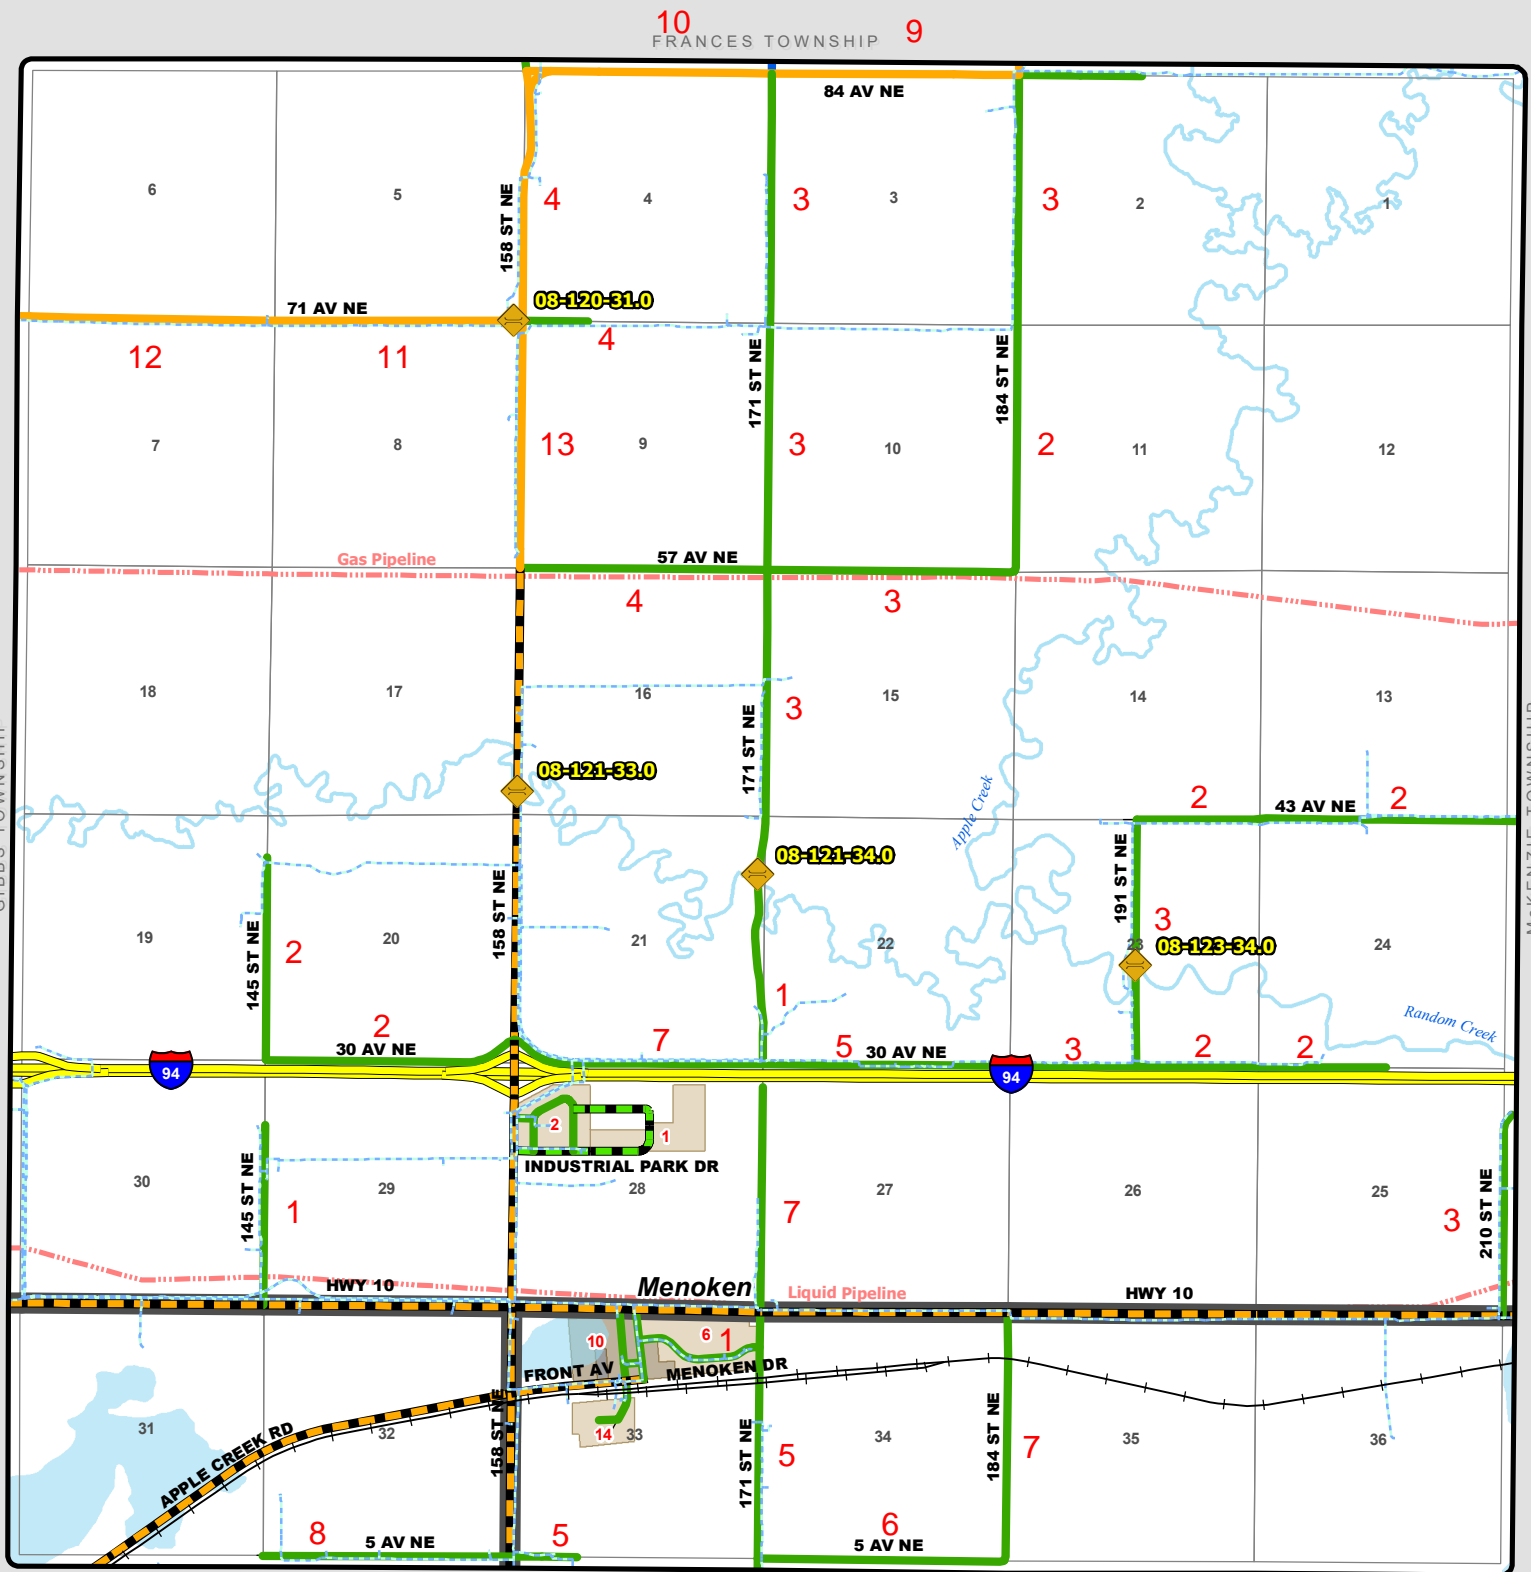 10
9
FRANCES TOWNSHIP
84 AV NE
6
5
158 ST NE
4
4
3
3
3
2
1
08-120-31.0
71 AV NE
12
11
4
171 ST NE
184 ST NE
7
8
13
9
3
10
2
11
12
Gas Pipeline
57 AV NE
4
3
18
17
16
171 ST NE
3
15
14
13
08-121-33.0
Apple Creek
2
43 AV NE
2
08-121-34.0
158 ST NE
191 ST NE
3
19
145 ST NE
2
20
21
22
23
08-123-34.0
24
1
Random Creek
2
30 AV NE
7
5
30 AV NE
3
2
2
94
94
2
1
INDUSTRIAL PARK DR
30
145 ST NE
1
29
28
7
27
26
25
3
210 ST NE
HWY 10
Menoken
Liquid Pipeline
HWY 10
10
6
1
FRONT AV
MENOKEN DR
31
APPLE CREEK RD
32
158 ST NE
14
33
171 ST NE
5
34
184 ST NE
7
35
36
8
5 AV NE
5
6
5 AV NE